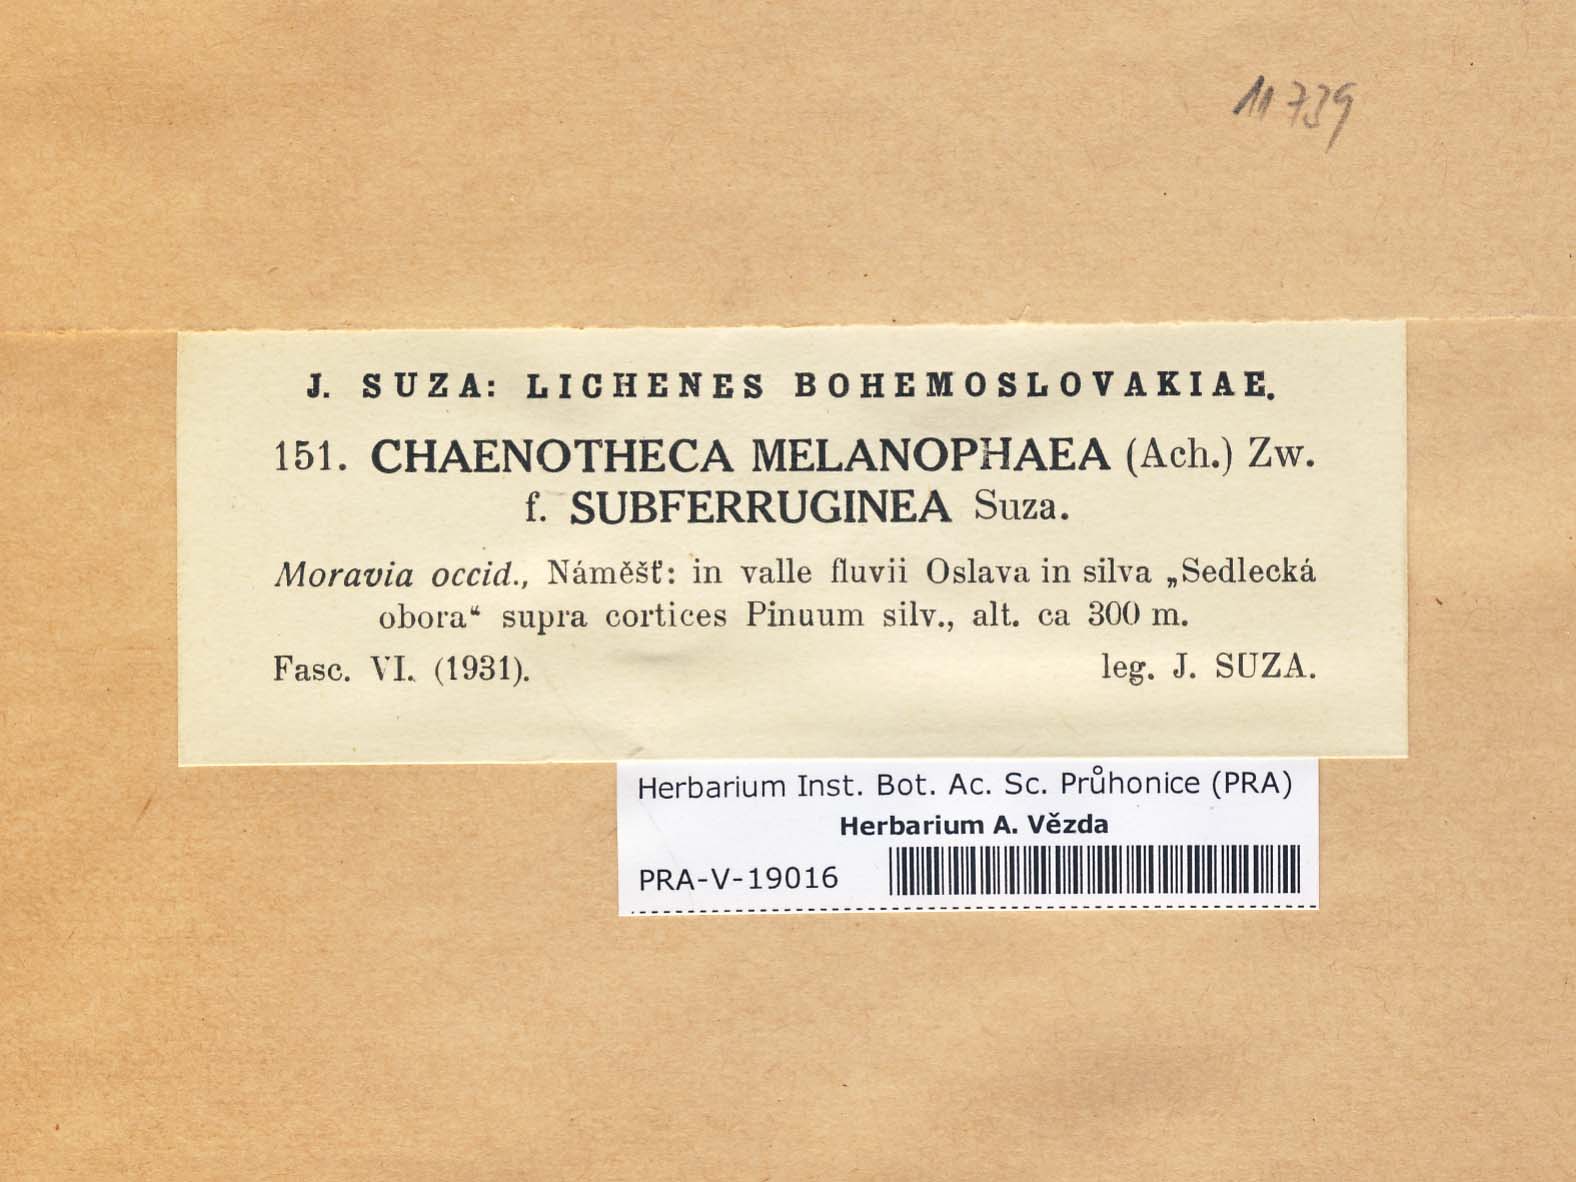 11 739
J. SUZA: LICHENES BOHEMOSLOVAKIAE.
151. CHAENOTHECA MELANOPHAEA (Ach.) Zw.
f. SUBFERRUGINEA Suza.
Moravia occid., Náměšť: in valle fluvii Oslava in silva „Sedlecká
obora“ supra cortices Pinuum silv., alt. ca 300 m.
Fasc. VI. (1931). leg. J. SUZA.
Herbarium Inst. Bot. Ac. Sc. Průhonice (PRA)
Herbarium A. Vězda
PRA-V-19016